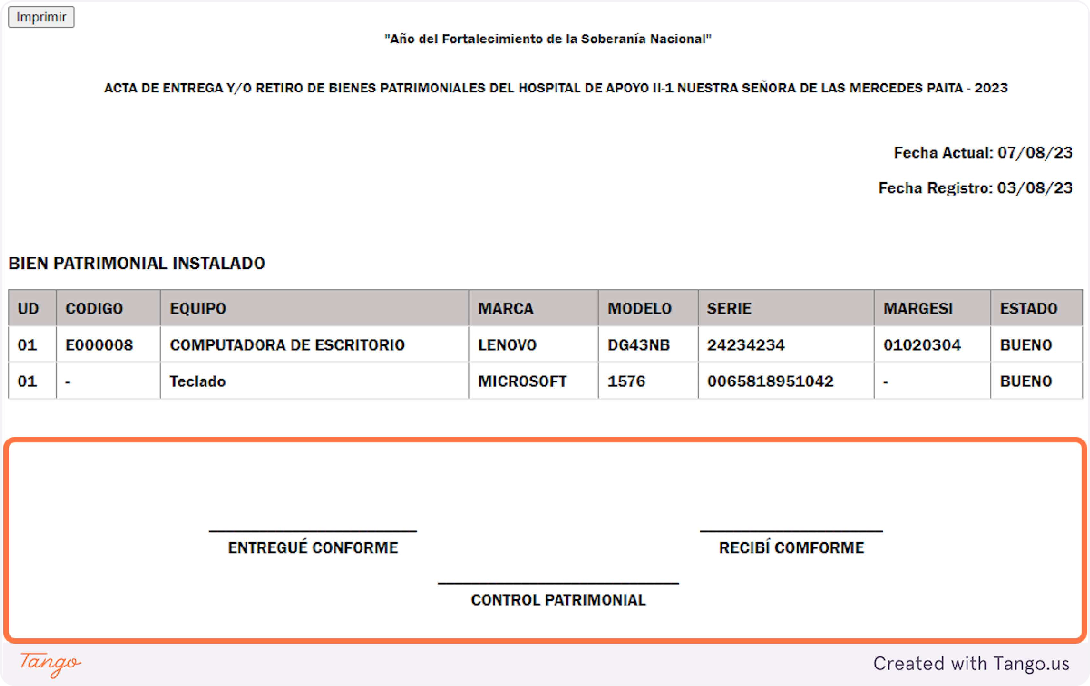 Imprimir
"Año del Fortalecimiento de la Soberanía Nacional"
ACTA DE ENTREGA Y/O RETIRO DE BIENES PATRIMONIALES DEL HOSPITAL DE APOYO II-1 NUESTRA SEÑORA DE LAS MERCEDES PAITA - 2023
Fecha Actual: 07/08/23
Fecha Registro: 03/08/23
BIEN PATRIMONIAL INSTALADO
UD CODIGO EQUIPO MARCA MODELO SERIE MARGESI ESTADO
01 E000008 COMPUTADORA DE ESCRITORIO LENOVO DG43NB 24234234 01020304 BUENO
01 - Teclado MICROSOFT 1576 0065818951042 - BUENO
ENTREGUÉ CONFORME RECIBÍ COMFORME
CONTROL PATRIMONIAL
Tango Created with Tango.us